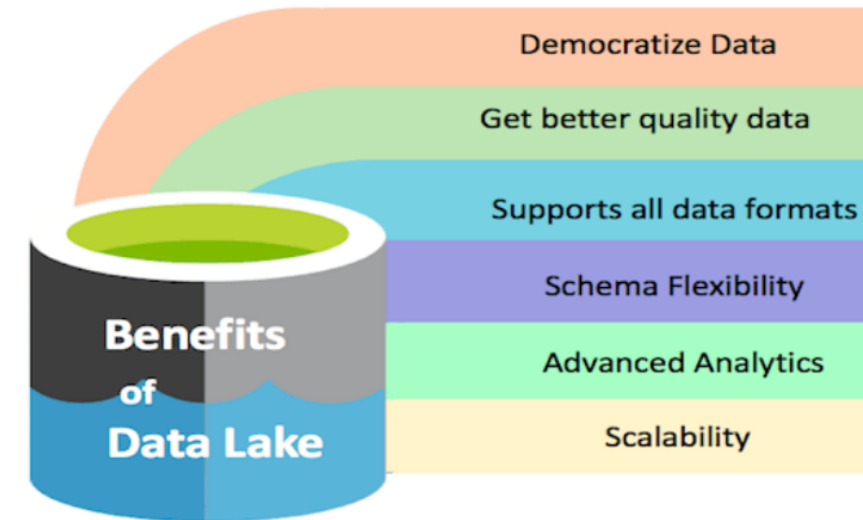 Democratize Data
Get better quality data
Supports all data formats
Schema Flexibility
Advanced Analytics
Scalability
Benefits
of
Data Lake